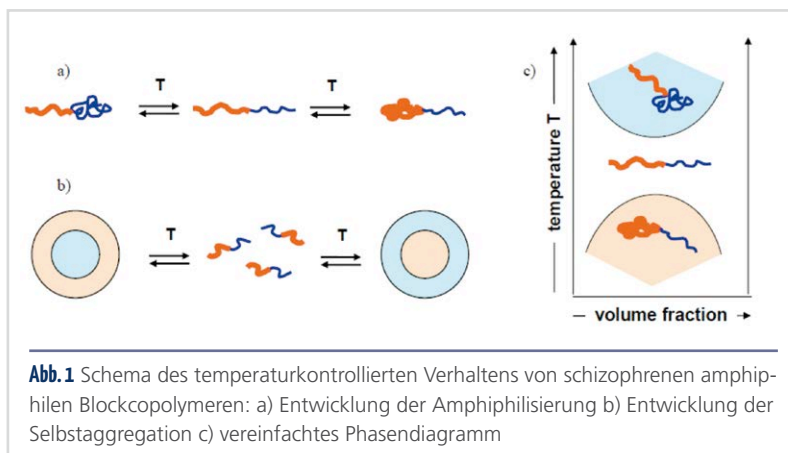 a)
T
T
b)
T
T
c)
temperature T
volume fraction
Abb.1 Schema des temperaturkontrollierten Verhaltens von schizophrenen amphip-
hilen Blockcopolymeren: a) Entwicklung der Amphiphilisierung b) Entwicklung der
Selbstaggregation c) vereinfachtes Phasendiagramm